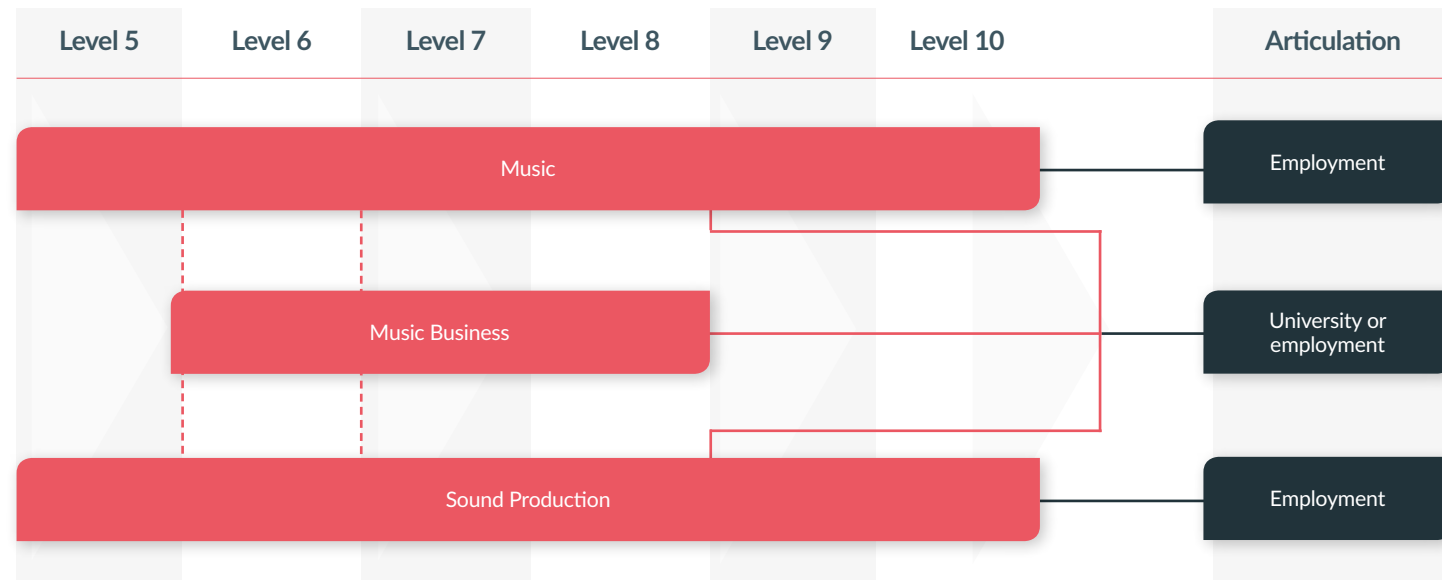 Level 5 Level 6 Level 7 Level 8 Level 9 Level 10 Articulation
Music
Employment
Music Business
University or
employment
Sound Production
Employment